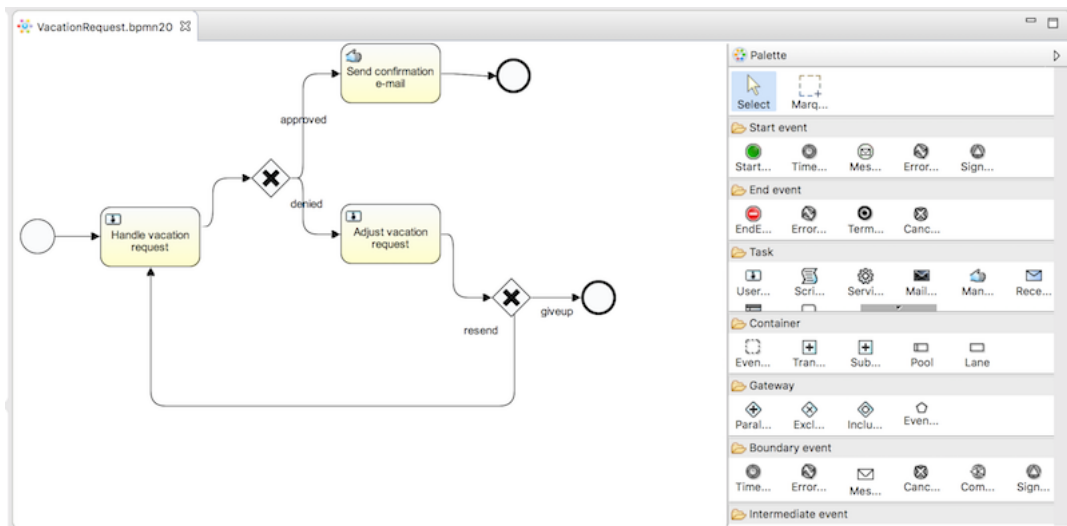 VacationRequest.bpmn20
Send confirmation
e-mail
approved
denied
Handle vacation
request
Adjust vacation
request
resend
giveup
Palette
Select Marq...
Start event
Start... Time... Mes... Error... Sign...
End event
EndE... Error... Term... Canc...
Task
User... Scri... Servi... Mail... Man... Rece...
Container
Even... Tran... Sub... Pool Lane
Gateway
Paral... Excl... Inclu... Even...
Boundary event
Time... Error... Mes... Canc... Com... Sign...
Intermediate event